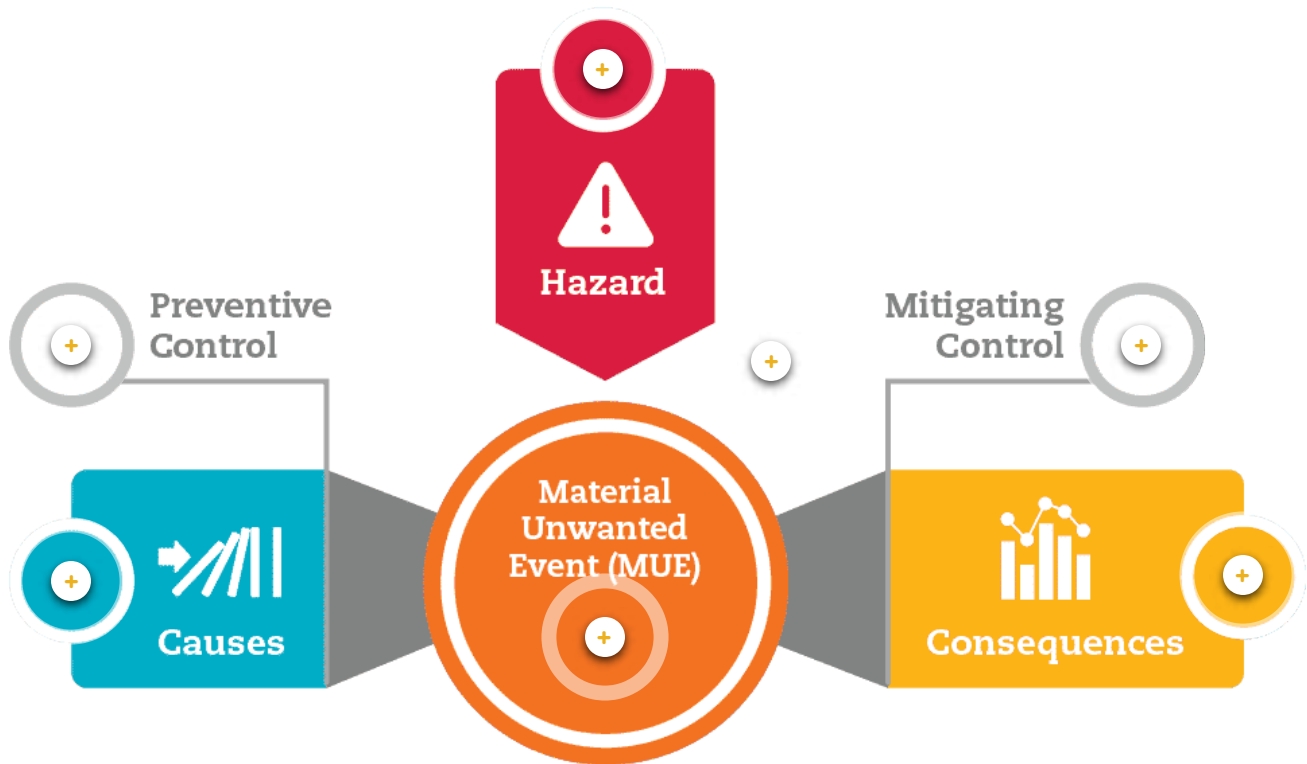 Hazard
Preventive
Control
Mitigating
Control
Material
Unwanted
Event (MUE)
Causes
Consequences